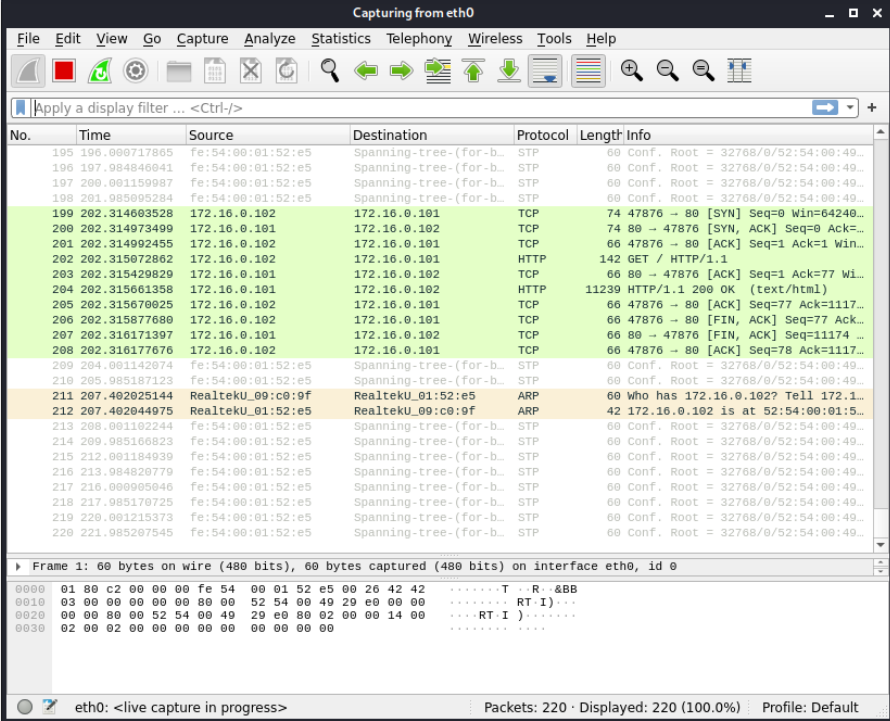 Capturing from eth0
File Edit View Go Capture Analyze Statistics Telephony Wireless Tools Help
Apply a display filter ... <Ctrl-/>
No. Time Source Destination Protocol Length Info
195 196.000717865 fe:54:00:01:52:e5 Spanning-tree-(for-b… STP 60 Conf. Root = 32768/0/52:54:00:49…
196 197.984846041 fe:54:00:01:52:e5 Spanning-tree-(for-b… STP 60 Conf. Root = 32768/0/52:54:00:49…
197 200.001159987 fe:54:00:01:52:e5 Spanning-tree-(for-b… STP 60 Conf. Root = 32768/0/52:54:00:49…
198 201.985095284 fe:54:00:01:52:e5 Spanning-tree-(for-b… STP 60 Conf. Root = 32768/0/52:54:00:49…
199 202.314603528 172.16.0.102 172.16.0.101 TCP 74 47876 → 80 [SYN] Seq=0 Win=64240…
200 202.314973499 172.16.0.101 172.16.0.102 TCP 74 80 → 47876 [SYN, ACK] Seq=0 Ack=…
201 202.314992455 172.16.0.102 172.16.0.101 TCP 66 47876 → 80 [ACK] Seq=1 Ack=1 Win…
202 202.315072862 172.16.0.102 172.16.0.101 HTTP 142 GET / HTTP/1.1
203 202.315429829 172.16.0.101 172.16.0.102 TCP 66 80 → 47876 [ACK] Seq=1 Ack=77 Wi…
204 202.315661358 172.16.0.101 172.16.0.102 HTTP 11239 HTTP/1.1 200 OK (text/html)
205 202.315670025 172.16.0.102 172.16.0.101 TCP 66 47876 → 80 [ACK] Seq=77 Ack=1117…
206 202.315877680 172.16.0.102 172.16.0.101 TCP 66 47876 → 80 [FIN, ACK] Seq=77 Ack…
207 202.316171397 172.16.0.101 172.16.0.102 TCP 66 80 → 47876 [FIN, ACK] Seq=11174 …
208 202.316177676 172.16.0.102 172.16.0.101 TCP 66 47876 → 80 [ACK] Seq=78 Ack=1117…
209 204.001142074 fe:54:00:01:52:e5 Spanning-tree-(for-b… STP 60 Conf. Root = 32768/0/52:54:00:49…
210 205.985187123 fe:54:00:01:52:e5 Spanning-tree-(for-b… STP 60 Conf. Root = 32768/0/52:54:00:49…
211 207.402025144 RealtekU_09:c0:9f RealtekU_01:52:e5 ARP 60 Who has 172.16.0.102? Tell 172.1…
212 207.402044975 RealtekU_01:52:e5 RealtekU_09:c0:9f ARP 42 172.16.0.102 is at 52:54:00:01:5…
213 208.001102244 fe:54:00:01:52:e5 Spanning-tree-(for-b… STP 60 Conf. Root = 32768/0/52:54:00:49…
214 209.985166823 fe:54:00:01:52:e5 Spanning-tree-(for-b… STP 60 Conf. Root = 32768/0/52:54:00:49…
215 212.001184939 fe:54:00:01:52:e5 Spanning-tree-(for-b… STP 60 Conf. Root = 32768/0/52:54:00:49…
216 213.984820779 fe:54:00:01:52:e5 Spanning-tree-(for-b… STP 60 Conf. Root = 32768/0/52:54:00:49…
217 216.000905046 fe:54:00:01:52:e5 Spanning-tree-(for-b… STP 60 Conf. Root = 32768/0/52:54:00:49…
218 217.985170725 fe:54:00:01:52:e5 Spanning-tree-(for-b… STP 60 Conf. Root = 32768/0/52:54:00:49…
219 220.001215373 fe:54:00:01:52:e5 Spanning-tree-(for-b… STP 60 Conf. Root = 32768/0/52:54:00:49…
220 221.985207545 fe:54:00:01:52:e5 Spanning-tree-(for-b… STP 60 Conf. Root = 32768/0/52:54:00:49…
Frame 1: 60 bytes on wire (480 bits), 60 bytes captured (480 bits) on interface eth0, id 0
0000 01 80 c2 00 00 00 fe 54 00 01 52 e5 00 26 42 42 ·······T ··R··&BB
0010 03 00 00 00 00 00 80 00 52 54 00 49 29 e0 00 00 ········ RT·I)···
0020 00 00 80 00 52 54 00 49 29 e0 80 02 00 00 14 00 ····RT·I )·······
0030 02 00 02 00 00 00 00 00 00 00 00 00 ········ ····
eth0: <live capture in progress> Packets: 220 · Displayed: 220 (100.0%) Profile: Default